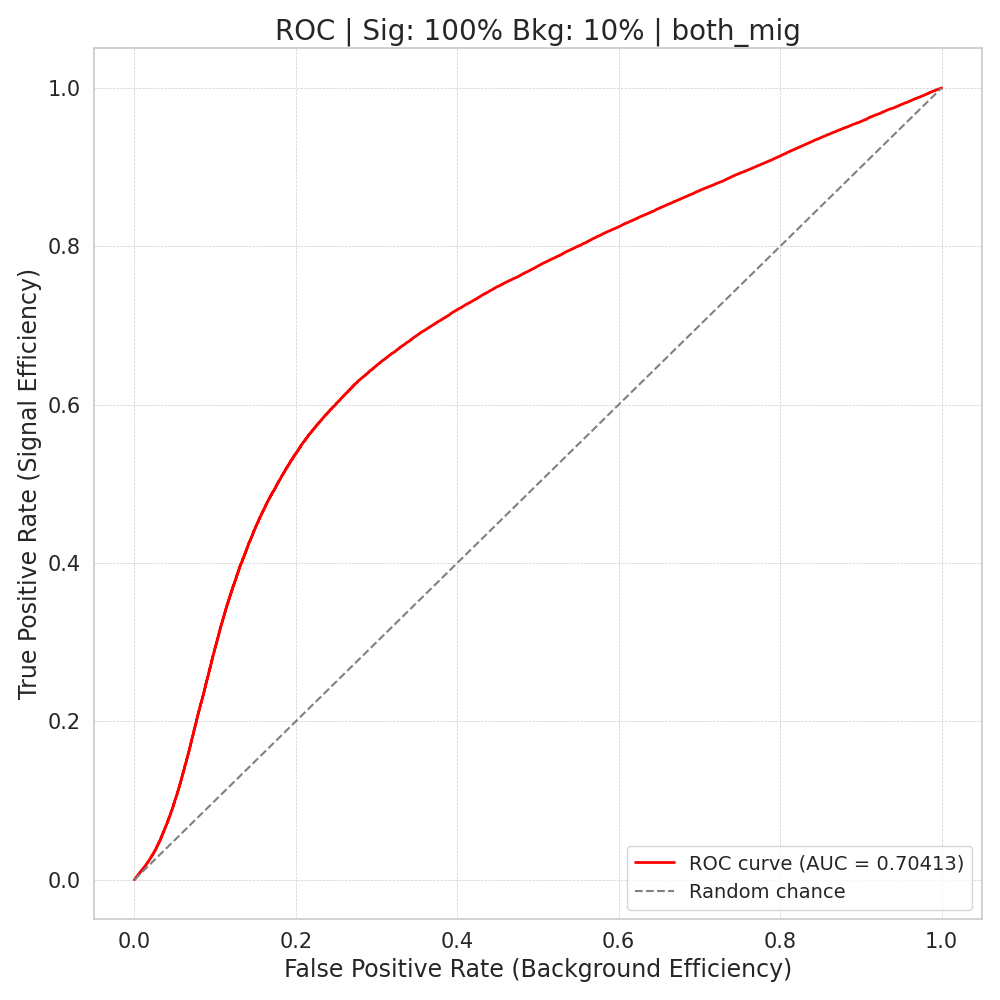 ROC | Sig: 100% Bkg: 10% | both_mig
True Positive Rate (Signal Efficiency)
1.0
0.8
0.6
0.4
0.2
0.0
ROC curve (AUC = 0.70413)
Random chance
0.0 0.2 0.4 0.6 0.8 1.0
False Positive Rate (Background Efficiency)